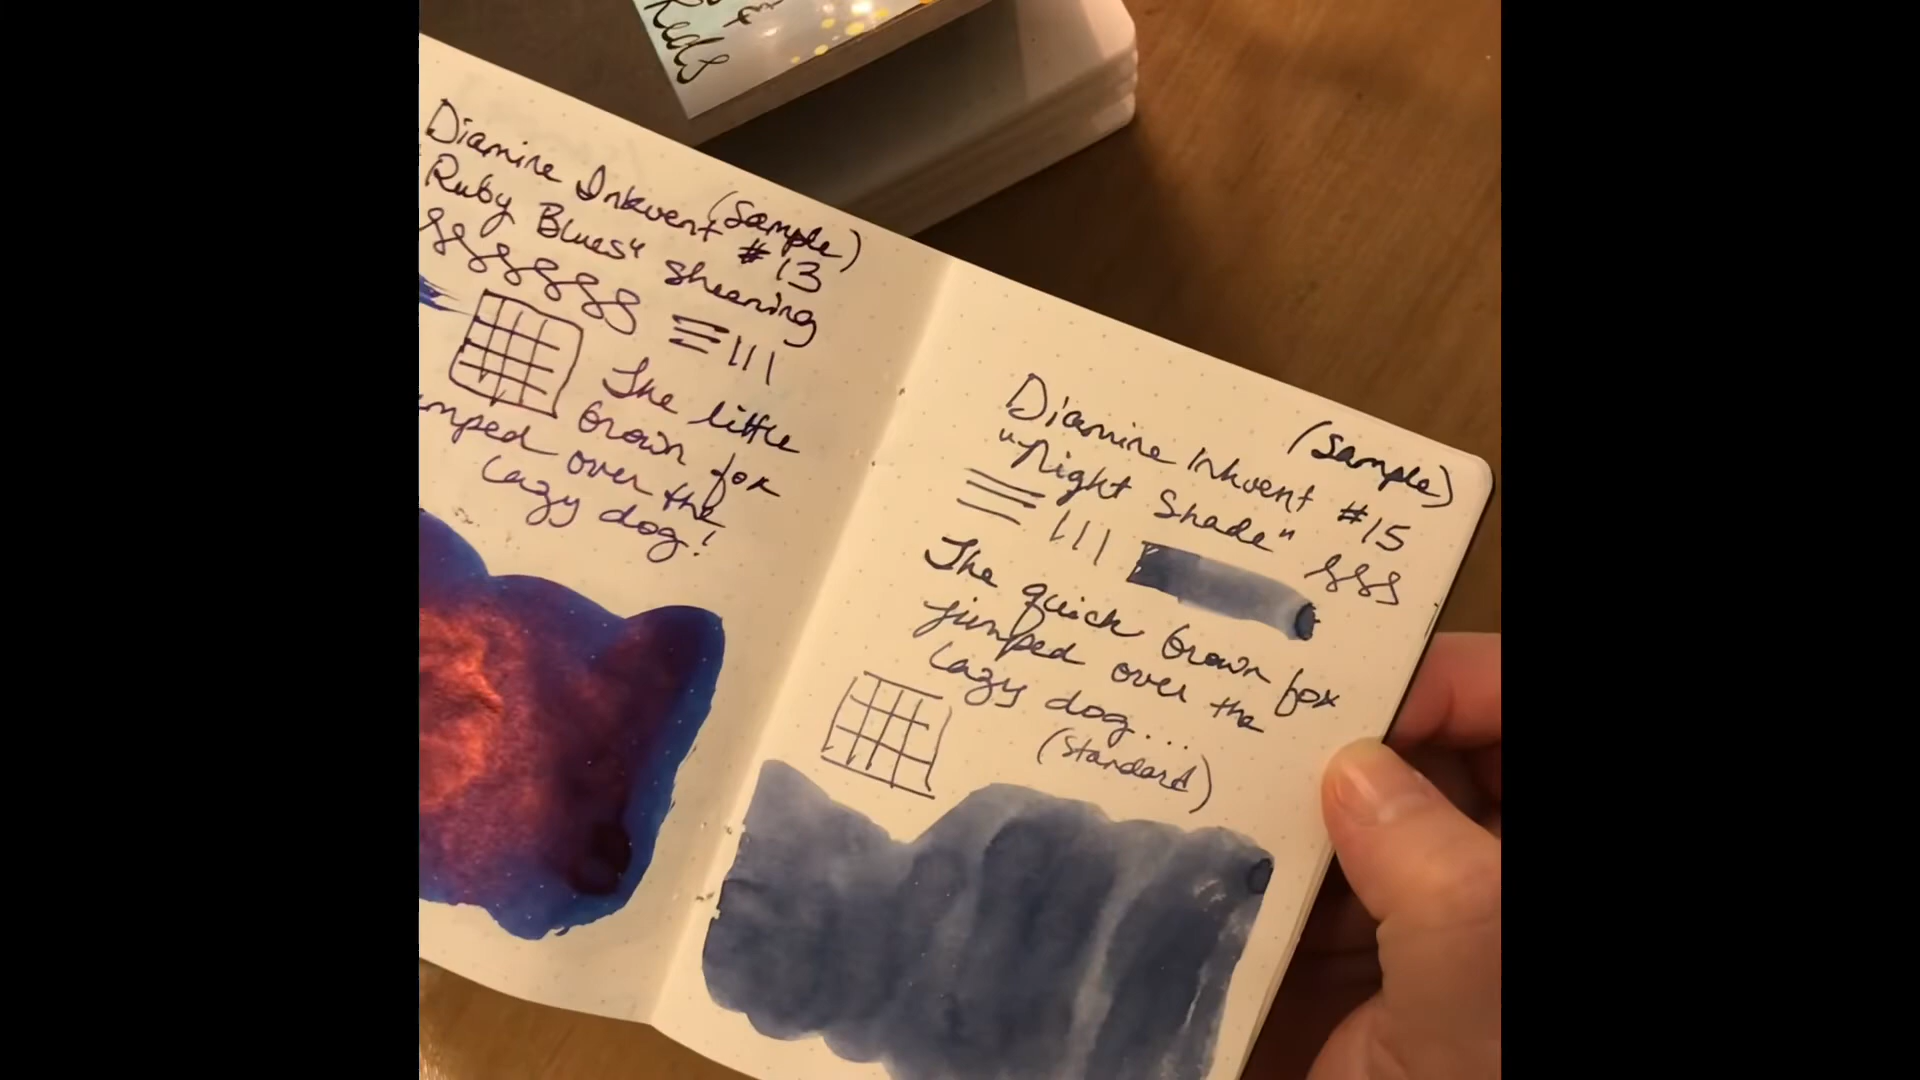 &
Reds
Diamine Inkvent #13
(Sample)
Ruby Blues" Sheening
The little
brown fox
jumped over the
lazy dog!
(Sample)
Diamine Inkvent #15
"Night Shade"
The quick brown fox
jumped over the
lazy dog...
(Standard)